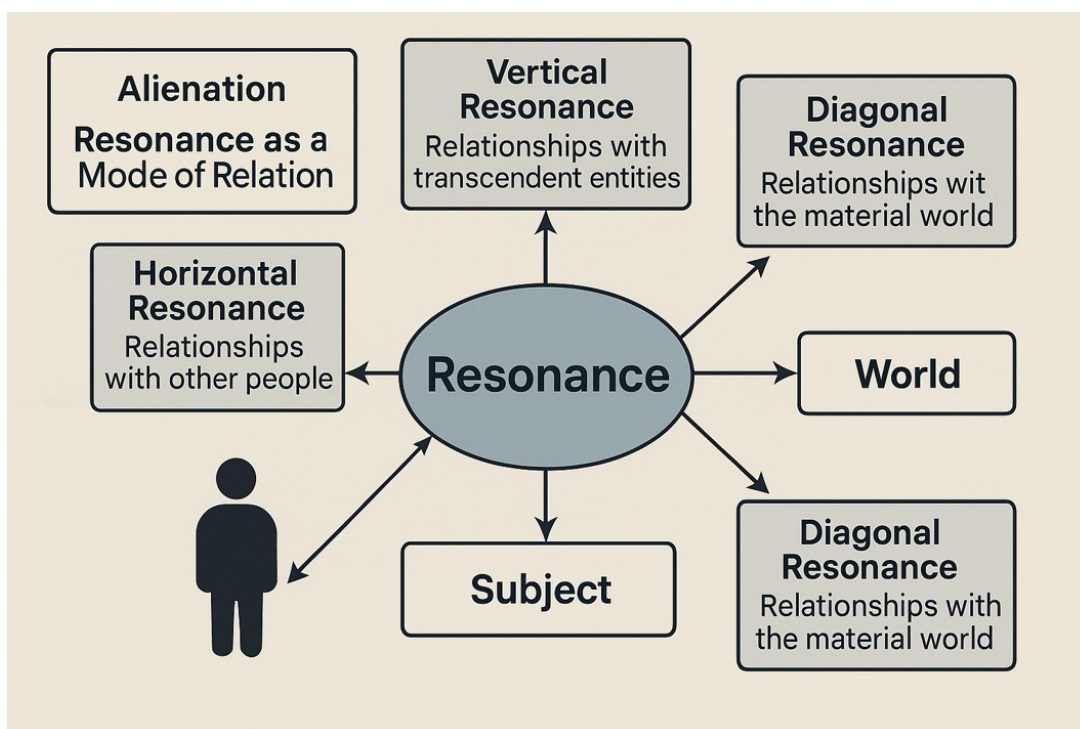 Alienation
Resonance as a
Mode of Relation
Vertical
Resonance
Relationships with
transcendent entities
Diagonal
Resonance
Relationships wit
the material world
Horizontal
Resonance
Relationships
with other people
Resonance
World
Subject
Diagonal
Resonance
Relationships with
the material world